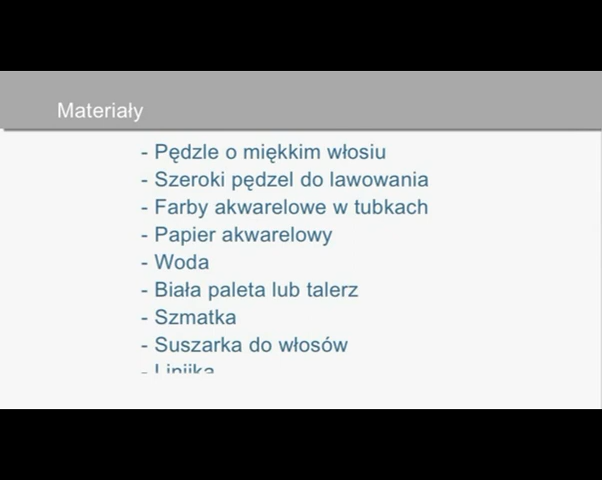 Materiały
- Pędzle o miękkim włosiu
- Szeroki pędzel do lawowania
- Farby akwarelowe w tubkach
- Papier akwarelowy
- Woda
- Biała paleta lub talerz
- Szmatka
- Suszarka do włosów
- Linijka